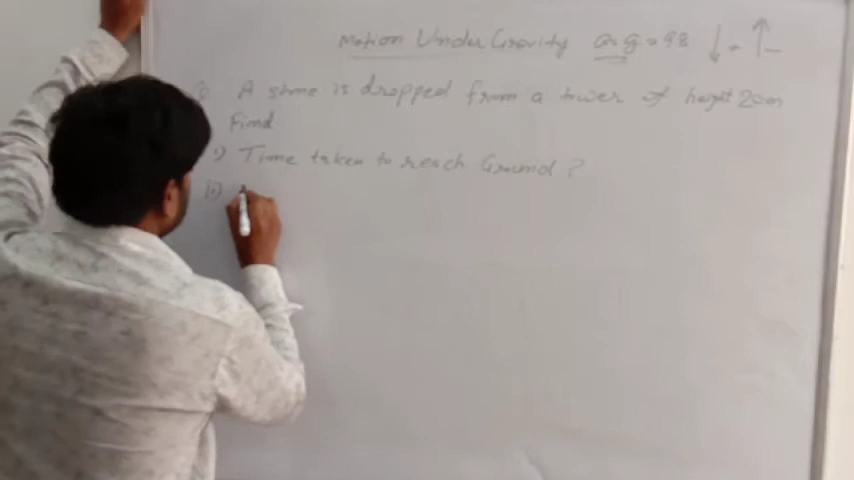 Motion Under Gravity a=g=9.8 ↓+ ↑-
Q A stone is dropped from a tower of height 20m
Find
i) Time taken to reach Ground?
ii)